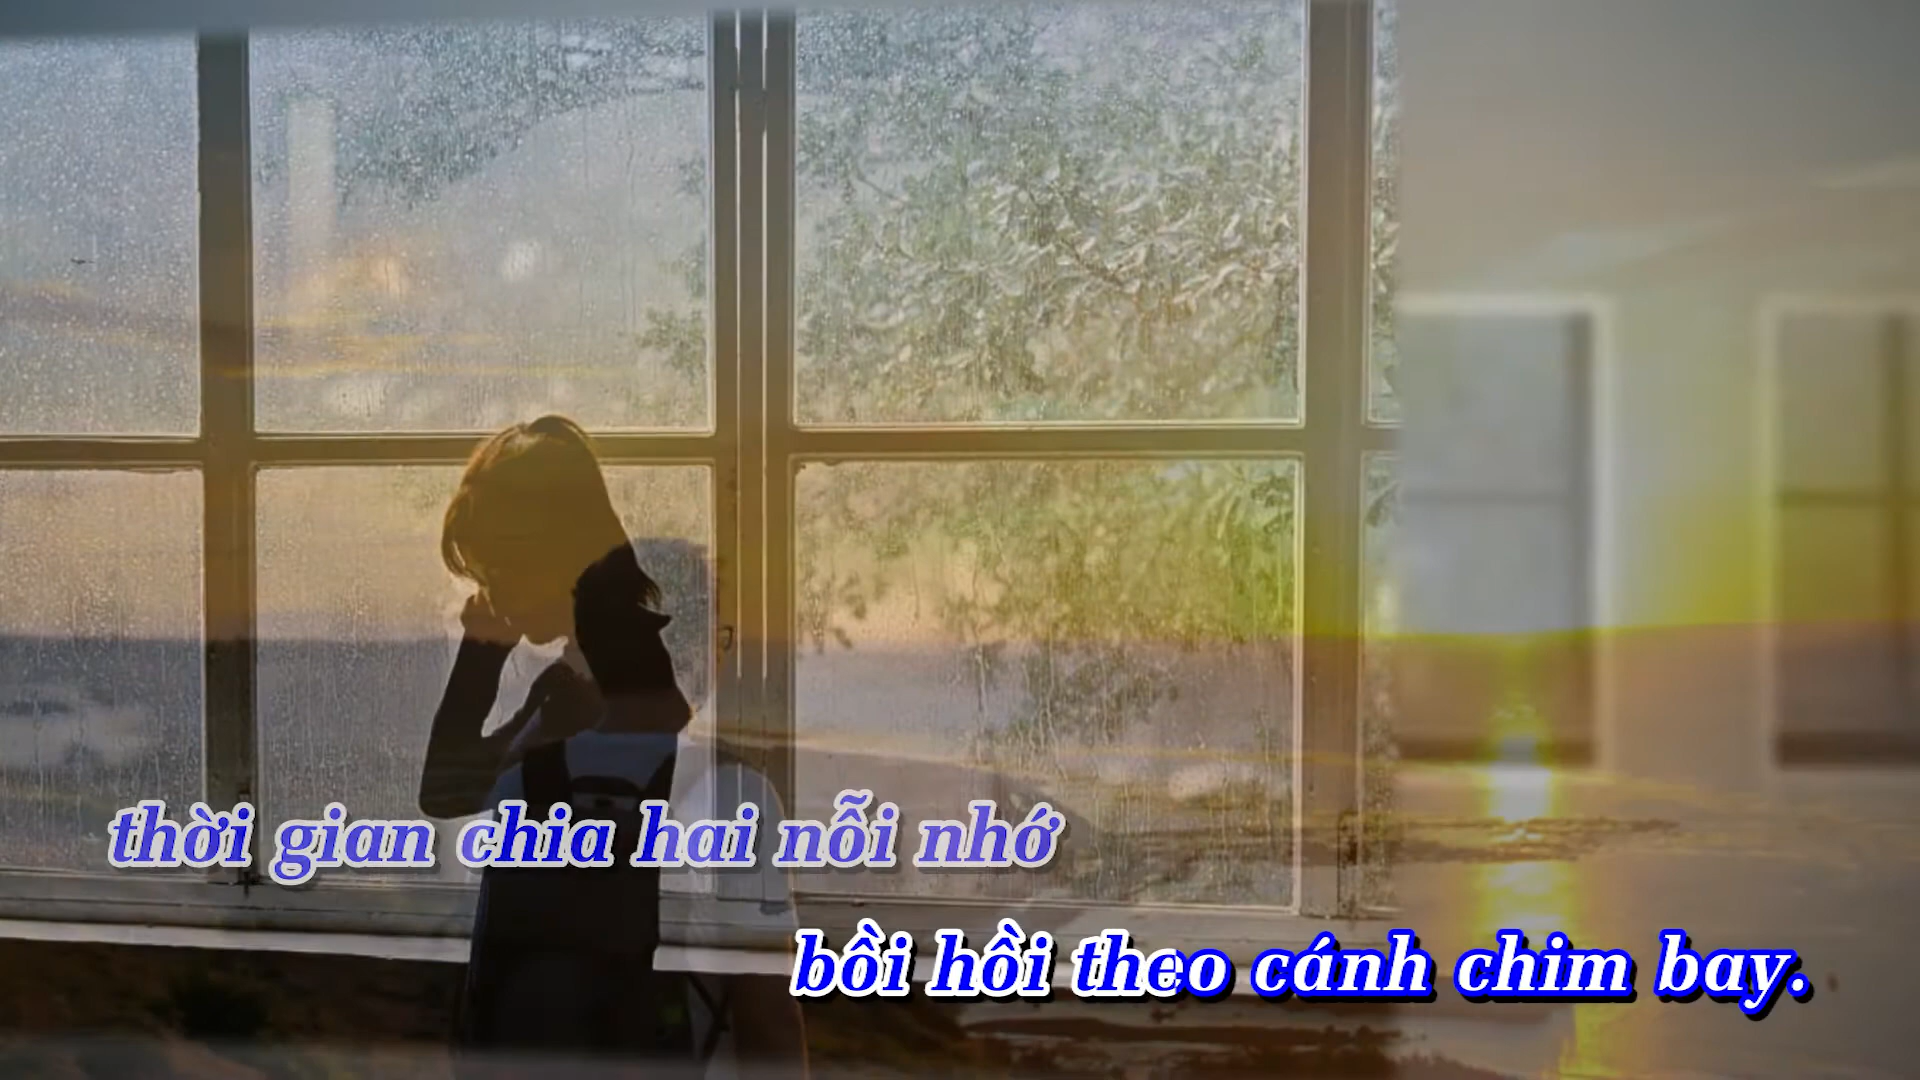 thời gian chia hai nỗi nhớ
bồi hồi theo cánh chim bay.